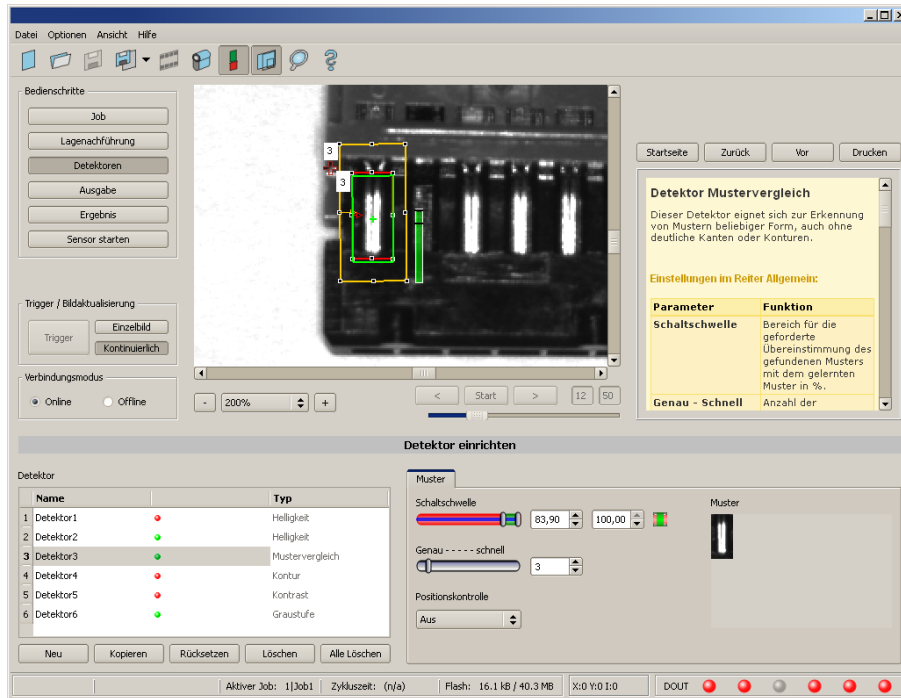 Datei Optionen Ansicht Hilfe
Bedienschritte
Job
Lagenachführung
Detektoren
Ausgabe
Ergebnis
Sensor starten
Trigger / Bildaktualisierung
Trigger
Einzelbild
Kontinuierlich
Verbindungsmodus
Online Offline
3
3
- 200% +
< Start > 12 50
Startseite Zurück Vor Drucken
Detektor Mustervergleich
Dieser Detektor eignet sich zur Erkennung
von Mustern beliebiger Form, auch ohne
deutliche Kanten oder Konturen.
Einstellungen im Reiter Allgemein:
Parameter Funktion
Schaltschwelle Bereich für die
geforderte
Übereinstimmung des
gefundenen Musters
mit dem gelernten
Muster in %.
Genau - Schnell Anzahl der
Detektor einrichten
Detektor
Name Typ
1 Detektor1 Helligkeit
2 Detektor2 Helligkeit
3 Detektor3 Mustervergleich
4 Detektor4 Kontur
5 Detektor5 Kontrast
6 Detektor6 Graustufe
Neu Kopieren Rücksetzen Löschen Alle Löschen
Muster
Schaltschwelle
83,90 100,00
Genau - - - - - schnell
3
Positionskontrolle
Aus
Muster
Aktiver Job: 1|Job1 Zykluszeit: (n/a) Flash: 16.1 kB / 40.3 MB X:0 Y:0 I:0 DOUT